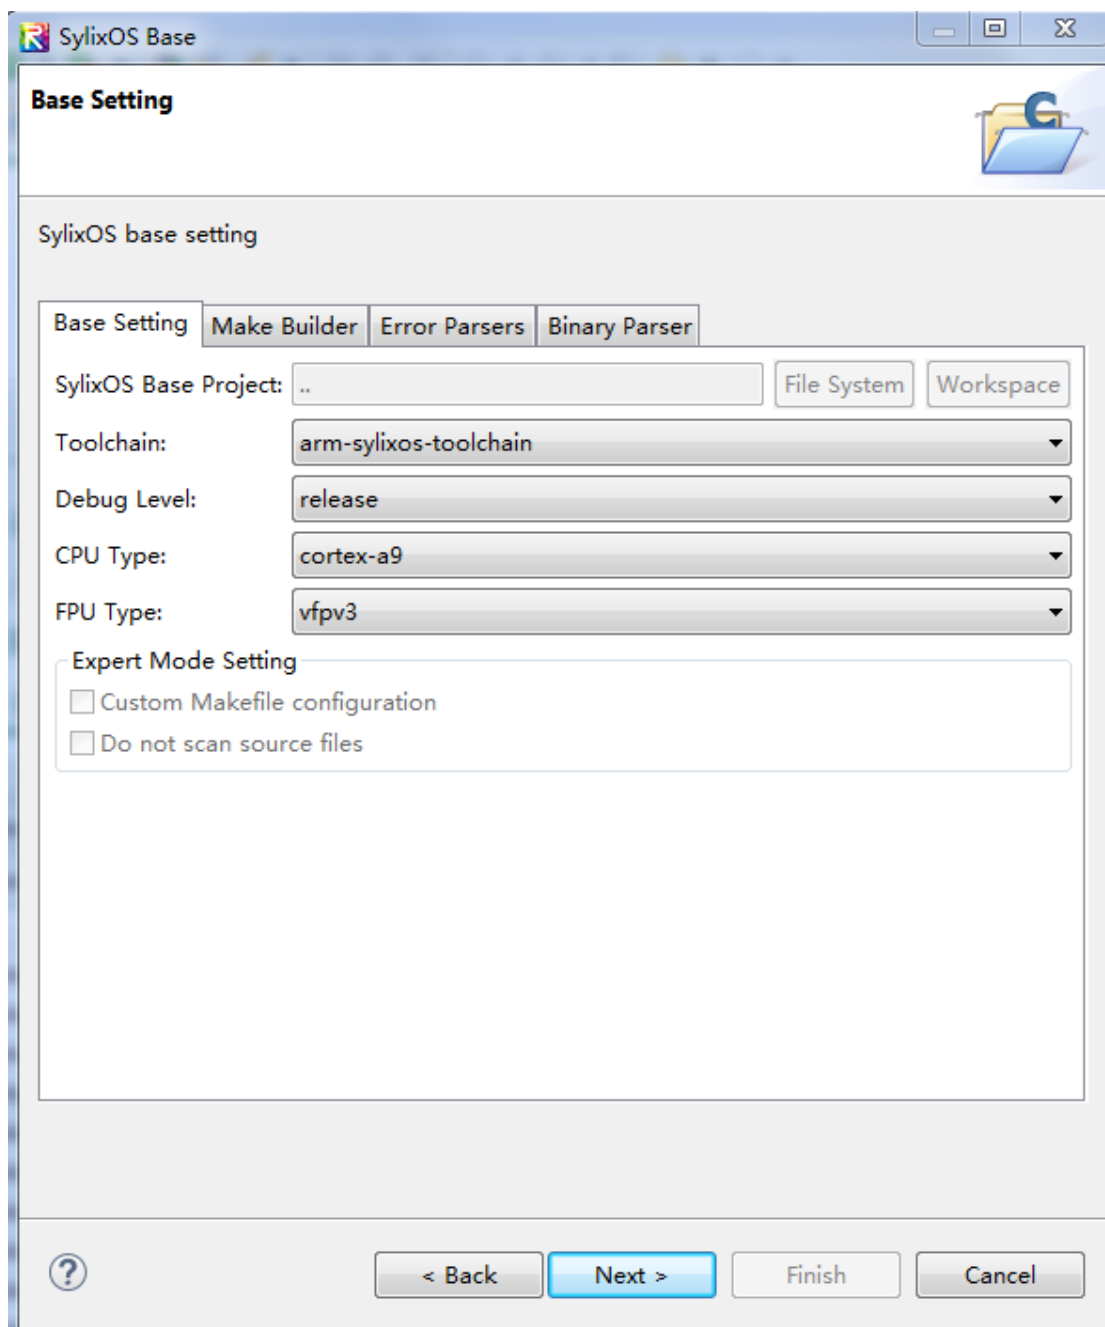 SylixOS Base
Base Setting
SylixOS base setting
Base Setting Make Builder Error Parsers Binary Parser
SylixOS Base Project: .. File System Workspace
Toolchain: arm-sylixos-toolchain
Debug Level: release
CPU Type: cortex-a9
FPU Type: vfpv3
Expert Mode Setting
Custom Makefile configuration
Do not scan source files
< Back Next > Finish Cancel